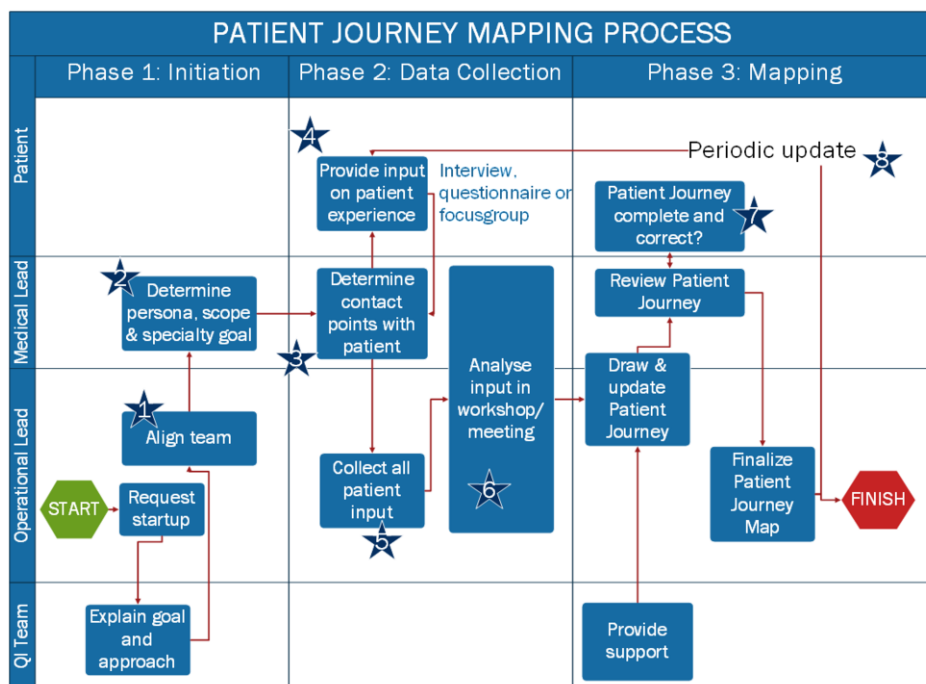 PATIENT JOURNEY MAPPING PROCESS
Phase 1: Initiation
Phase 2: Data Collection
Phase 3: Mapping
Patient
4
Provide input
on patient
experience
Interview,
questionnaire or
focusgroup
Periodic update
8
Patient Journey
complete and
correct?
7
Medical Lead
2
Determine
persona, scope
& specialty goal
Determine
contact
points with
patient
3
Review Patient
Journey
Operational Lead
1
Align team
START
Request
startup
Collect all
patient
input
5
Analyse
input in
workshop/
meeting
6
Draw &
update
Patient
Journey
Finalize
Patient
Journey
Map
FINISH
QI Team
Explain goal
and
approach
Provide
support